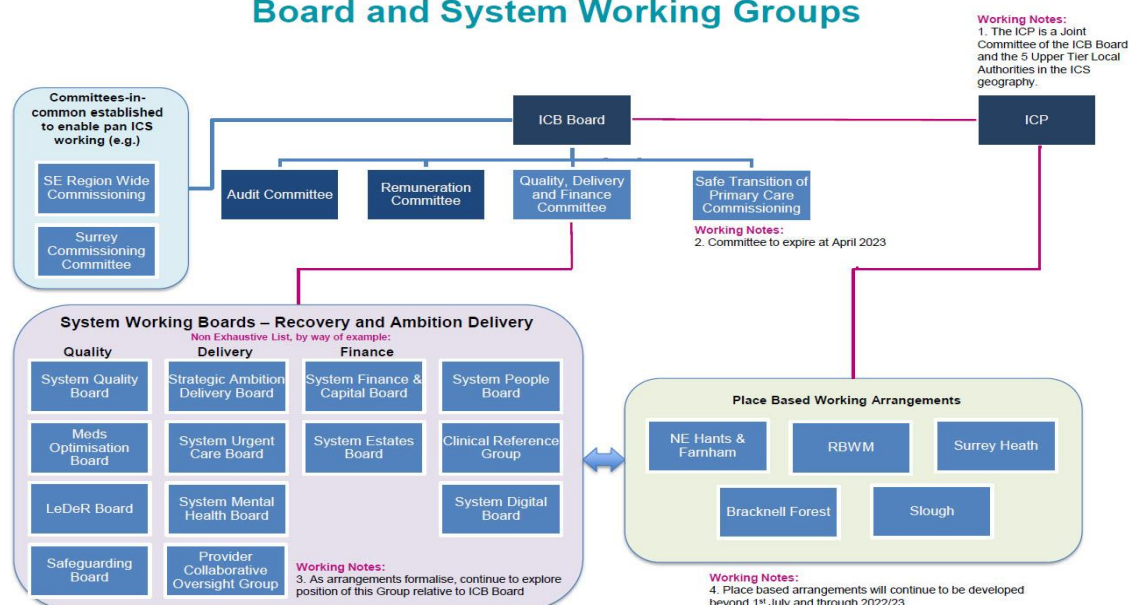 Board and System Working Groups
Working Notes:
1. The ICP is a Joint
Committee of the ICB Board
and the 5 Upper Tier Local
Authorities in the ICS
geography.
Committees-in-
common established
to enable pan ICS
working (e.g.)
SE Region Wide
Commissioning
Surrey
Commissioning
Committee
ICB Board
ICP
Audit Committee
Remuneration
Committee
Quality, Delivery
and Finance
Committee
Safe Transition of
Primary Care
Commissioning
Working Notes:
2. Committee to expire at April 2023
System Working Boards – Recovery and Ambition Delivery
Non Exhaustive List, by way of example:
Quality
Delivery
Finance
System Quality
Board
Strategic Ambition
Delivery Board
System Finance &
Capital Board
System People
Board
Meds
Optimisation
Board
System Urgent
Care Board
System Estates
Board
Clinical Reference
Group
LeDeR Board
System Mental
Health Board
System Digital
Board
Safeguarding
Board
Provider
Collaborative
Oversight Group
Working Notes:
3. As arrangements formalise, continue to explore
position of this Group relative to ICB Board
Place Based Working Arrangements
NE Hants &
Farnham
RBWM
Surrey Heath
Bracknell Forest
Slough
Working Notes:
4. Place based arrangements will continue to be developed
beyond 1st July and through 2022/23